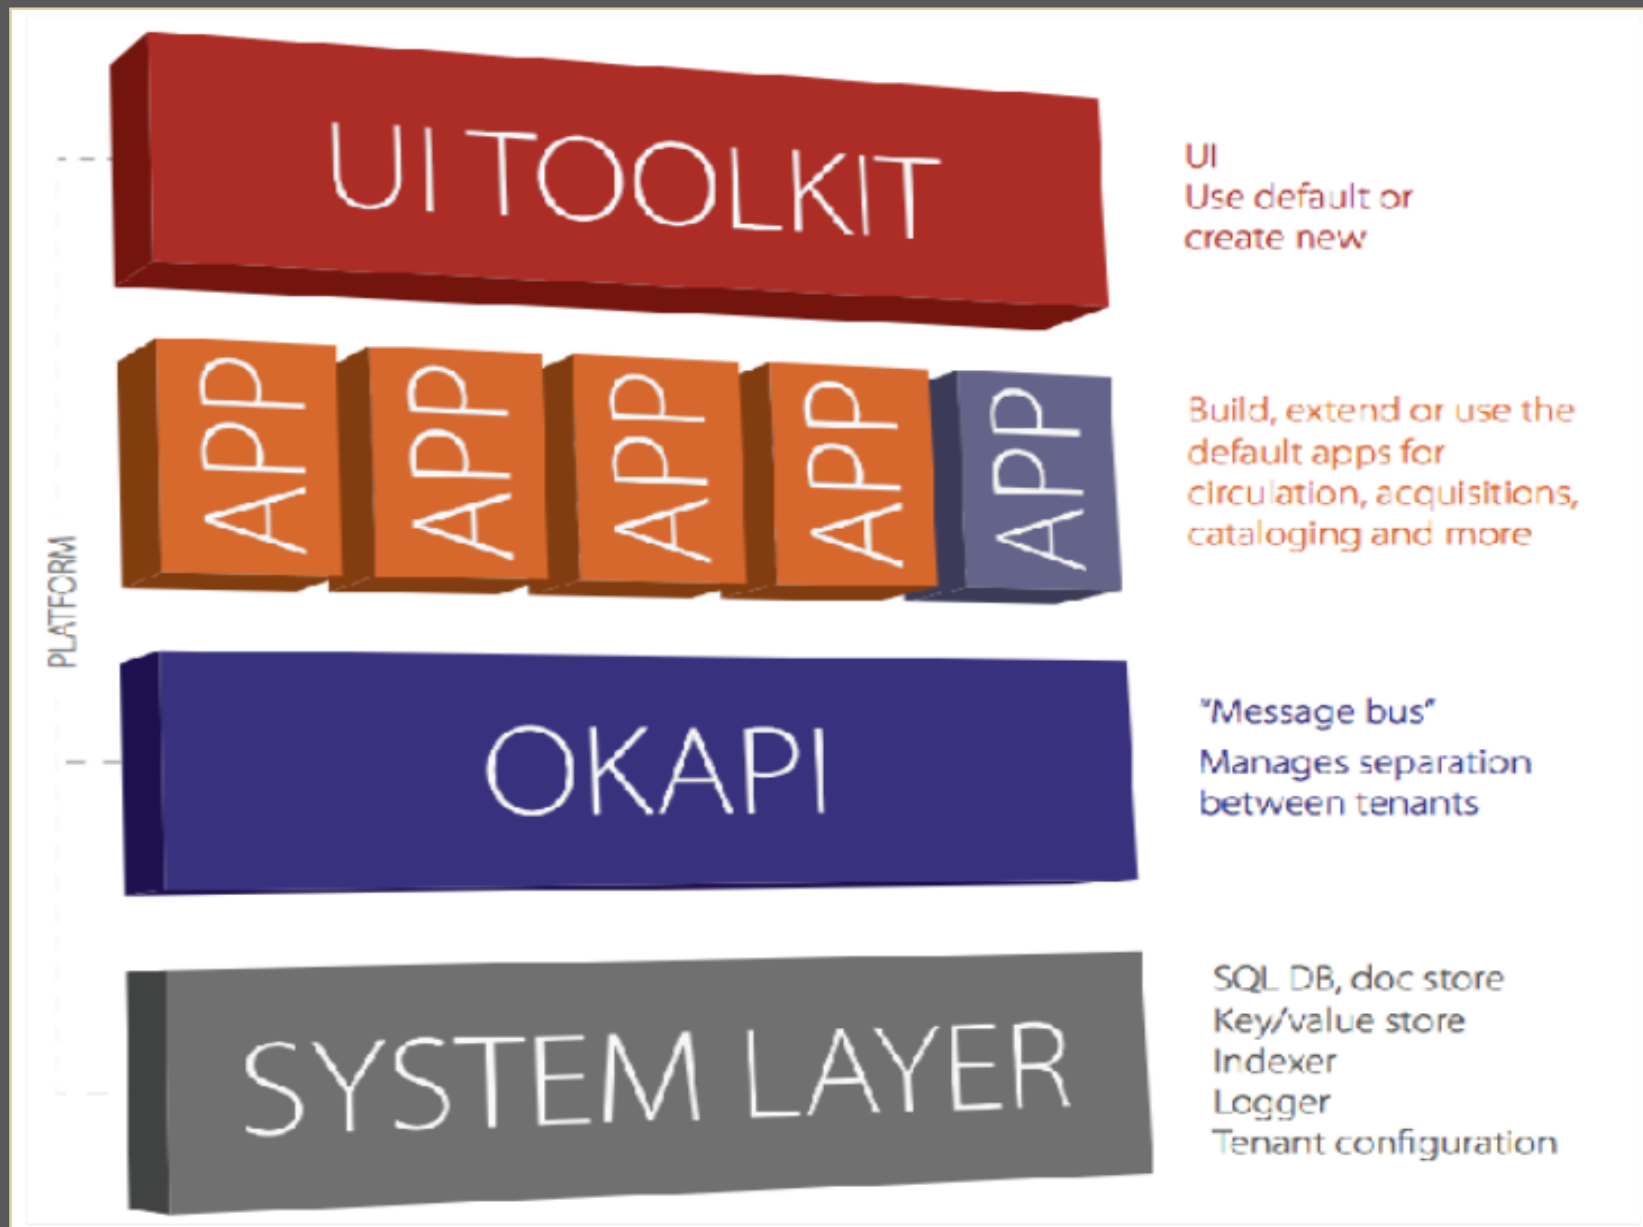 UI TOOLKIT
UI
Use default or
create new
APP
APP
APP
APP
APP
Build, extend or use the
default apps for
circulation, acquisitions,
cataloging and more
PLATFORM
OKAPI
"Message bus"
Manages separation
between tenants
SYSTEM LAYER
SQL DB, doc store
Key/value store
Indexer
Logger
Tenant configuration